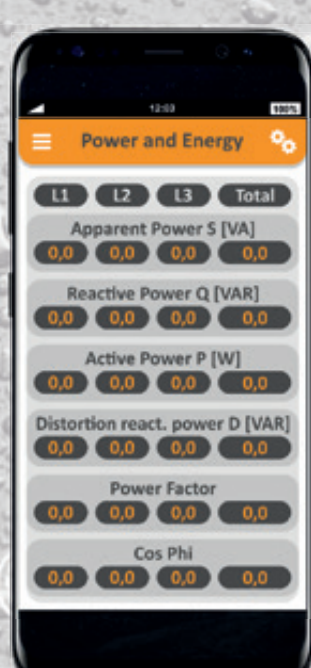 12:03 100%
Power and Energy
L1 L2 L3 Total
Apparent Power S [VA]
0,0 0,0 0,0 0,0
Reactive Power Q [VAR]
0,0 0,0 0,0 0,0
Active Power P [W]
0,0 0,0 0,0 0,0
Distortion react. power D [VAR]
0,0 0,0 0,0 0,0
Power Factor
0,0 0,0 0,0 0,0
Cos Phi
0,0 0,0 0,0 0,0